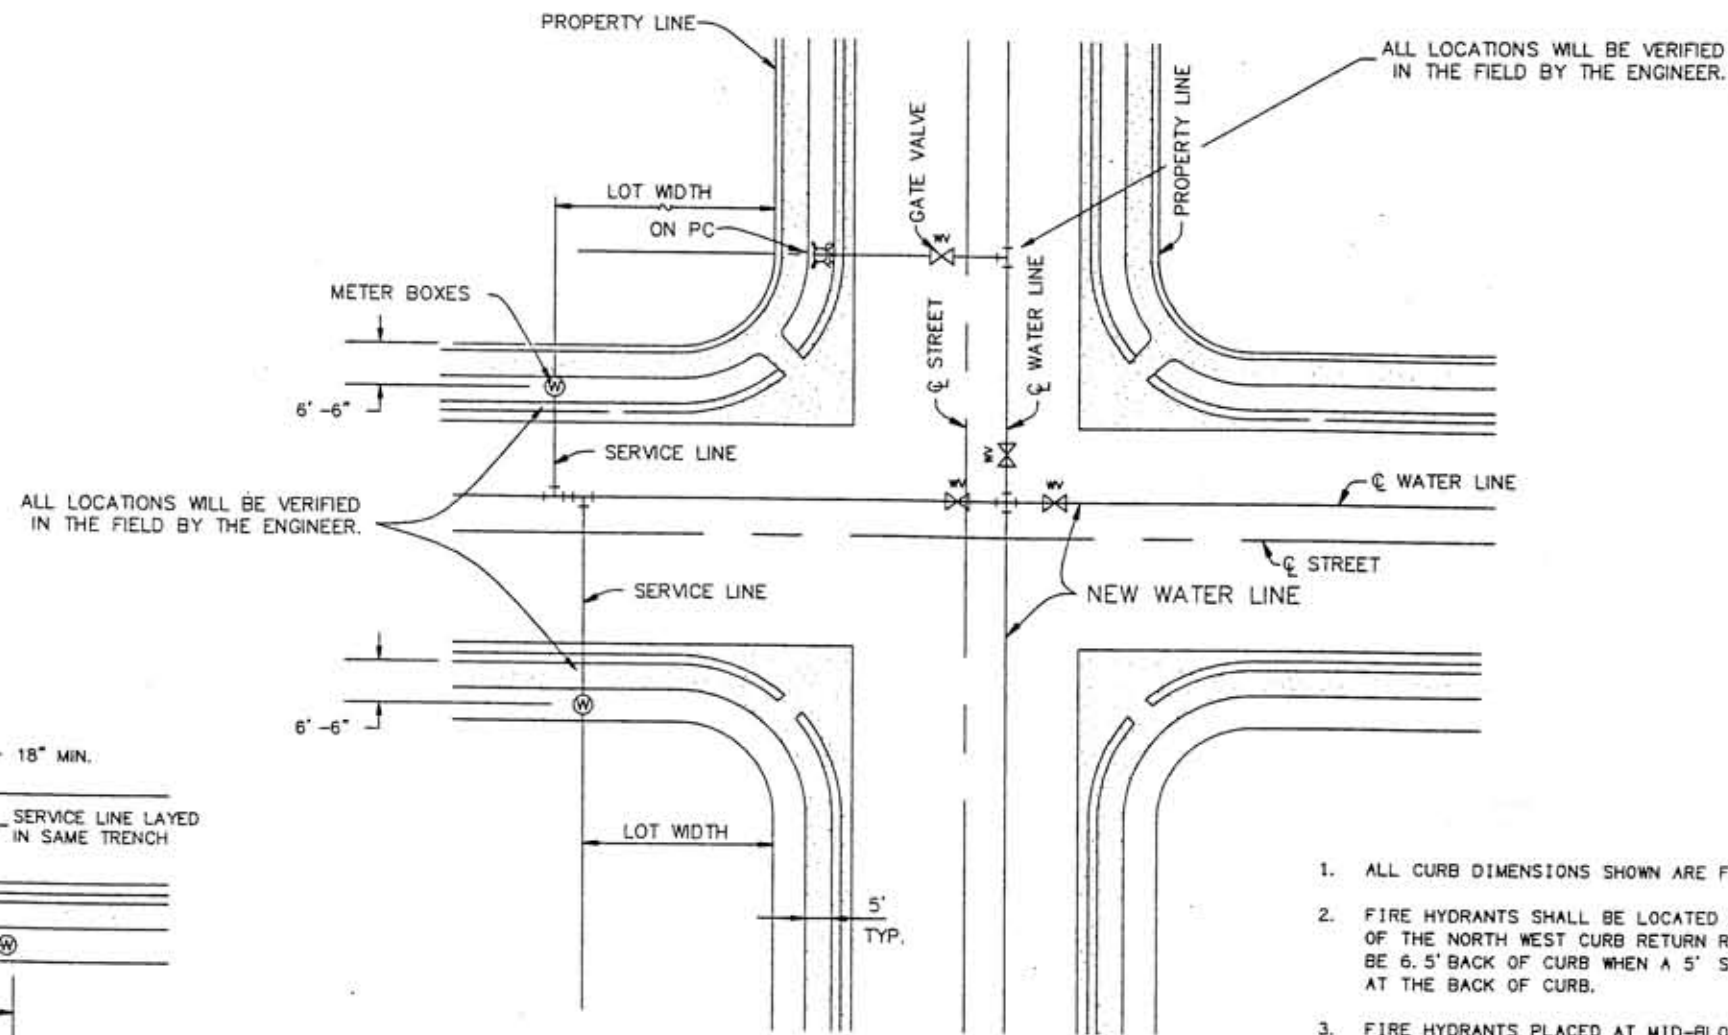 PROPERTY LINE
ALL LOCATIONS WILL BE VERIFIED
IN THE FIELD BY THE ENGINEER.
PROPERTY LINE
GATE VALVE
LOT WIDTH
ON PC
WV
METER BOXES
℄ STREET
℄ WATER LINE
6'-6"
W
SERVICE LINE
WV
WV
WV
℄ WATER LINE
ALL LOCATIONS WILL BE VERIFIED
IN THE FIELD BY THE ENGINEER.
℄ STREET
SERVICE LINE
NEW WATER LINE
6'-6"
W
18" MIN.
SERVICE LINE LAYED
IN SAME TRENCH
LOT WIDTH
W
5'
TYP.
1. ALL CURB DIMENSIONS SHOWN ARE F
2. FIRE HYDRANTS SHALL BE LOCATED
OF THE NORTH WEST CURB RETURN R
BE 6.5' BACK OF CURB WHEN A 5' S
AT THE BACK OF CURB.
3. FIRE HYDRANTS PLACED AT MID-BLO